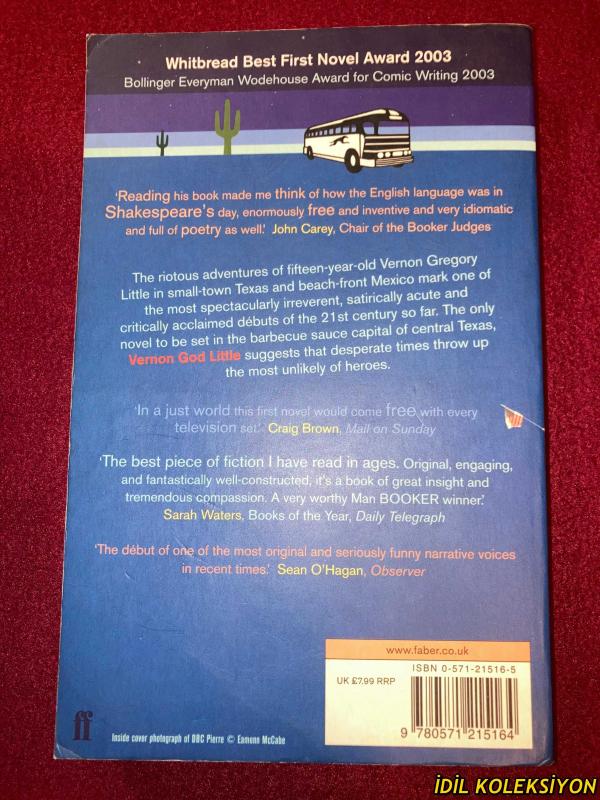 Whitbread Best First Novel Award 2003
Bollinger Everyman Wodehouse Award for Comic Writing 2003
'Reading his book made me think of how the English language was in
Shakespeare's day, enormously free and inventive and very idiomatic
and full of poetry as well.' John Carey, Chair of the Booker Judges
The riotous adventures of fifteen-year-old Vernon Gregory
Little in small-town Texas and beach-front Mexico mark one of
the most spectacularly irreverent, satirically acute and
critically acclaimed débuts of the 21st century so far. The only
novel to be set in the barbecue sauce capital of central Texas,
Vernon God Little suggests that desperate times throw up
the most unlikely of heroes.
'In a just world this first novel would come free with every
television set.' Craig Brown, Mail on Sunday
'The best piece of fiction I have read in ages. Original, engaging,
and fantastically well-constructed, it's a book of great insight and
tremendous compassion. A very worthy Man BOOKER winner.'
Sarah Waters, Books of the Year, Daily Telegraph
'The début of one of the most original and seriously funny narrative voices
in recent times.' Sean O'Hagan, Observer
www.faber.co.uk
UK £7.99 RRP
ISBN 0-571-21516-5
9 780571 215164
ff
Inside cover photograph of DBC Pierre © Eamonn McCabe
İDİL KOLEKSİYON